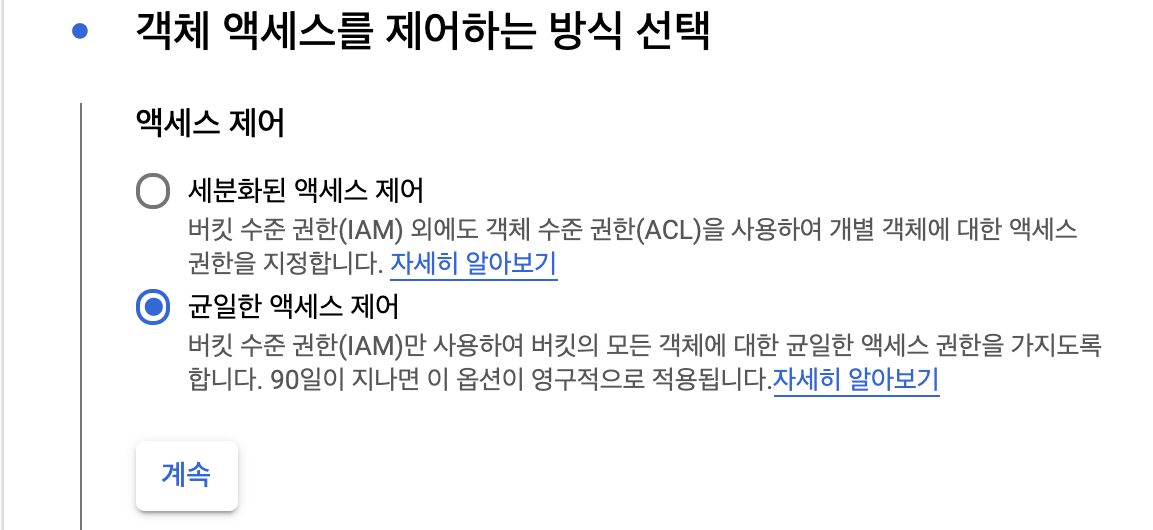 객체 액세스를 제어하는 방식 선택
액세스 제어
세분화된 액세스 제어
버킷 수준 권한(IAM) 외에도 객체 수준 권한(ACL)을 사용하여 개별 객체에 대한 액세스
권한을 지정합니다. 자세히 알아보기
균일한 액세스 제어
버킷 수준 권한(IAM)만 사용하여 버킷의 모든 객체에 대한 균일한 액세스 권한을 가지도록
합니다. 90일이 지나면 이 옵션이 영구적으로 적용됩니다.자세히 알아보기
계속